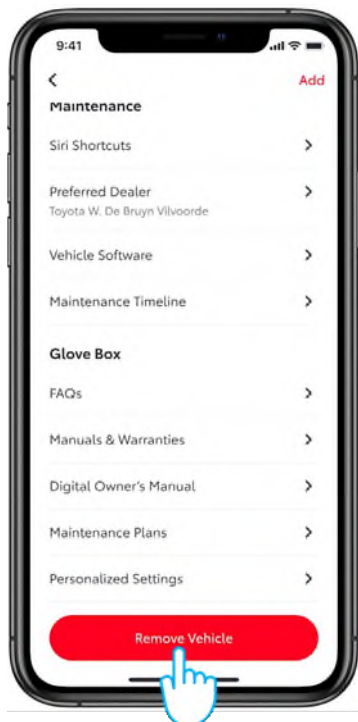 9:41
Add
Maintenance
Siri Shortcuts
Preferred Dealer
Toyota W. De Bruyn Vilvoorde
Vehicle Software
Maintenance Timeline
Glove Box
FAQs
Manuals & Warranties
Digital Owner's Manual
Maintenance Plans
Personalized Settings
Remove Vehicle